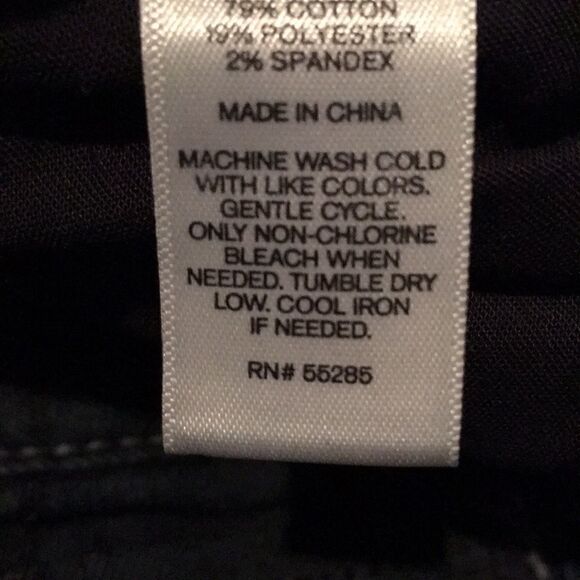 79% COTTON
19% POLYESTER
2% SPANDEX
MADE IN CHINA
MACHINE WASH COLD
WITH LIKE COLORS.
GENTLE CYCLE.
ONLY NON-CHLORINE
BLEACH WHEN
NEEDED. TUMBLE DRY
LOW. COOL IRON
IF NEEDED.
RN# 55285